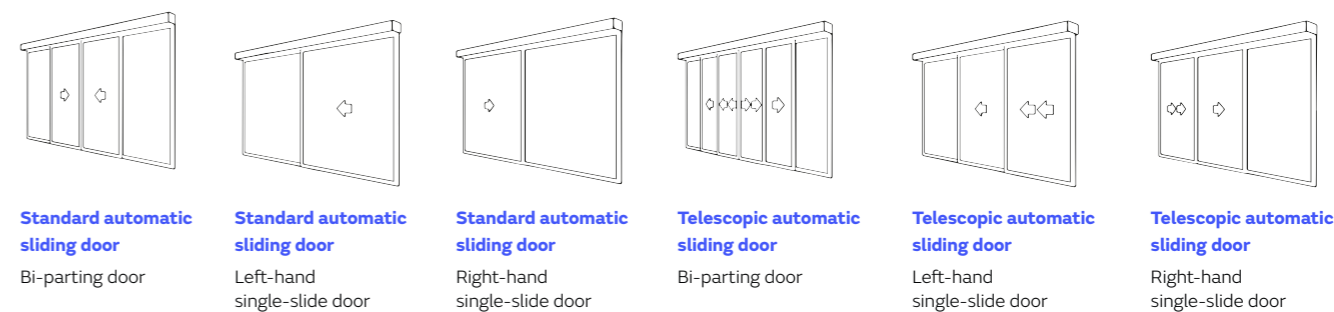 Standard automatic
sliding door
Bi-parting door
Standard automatic
sliding door
Left-hand
single-slide door
Standard automatic
sliding door
Right-hand
single-slide door
Telescopic automatic
sliding door
Bi-parting door
Telescopic automatic
sliding door
Left-hand
single-slide door
Telescopic automatic
sliding door
Right-hand
single-slide door